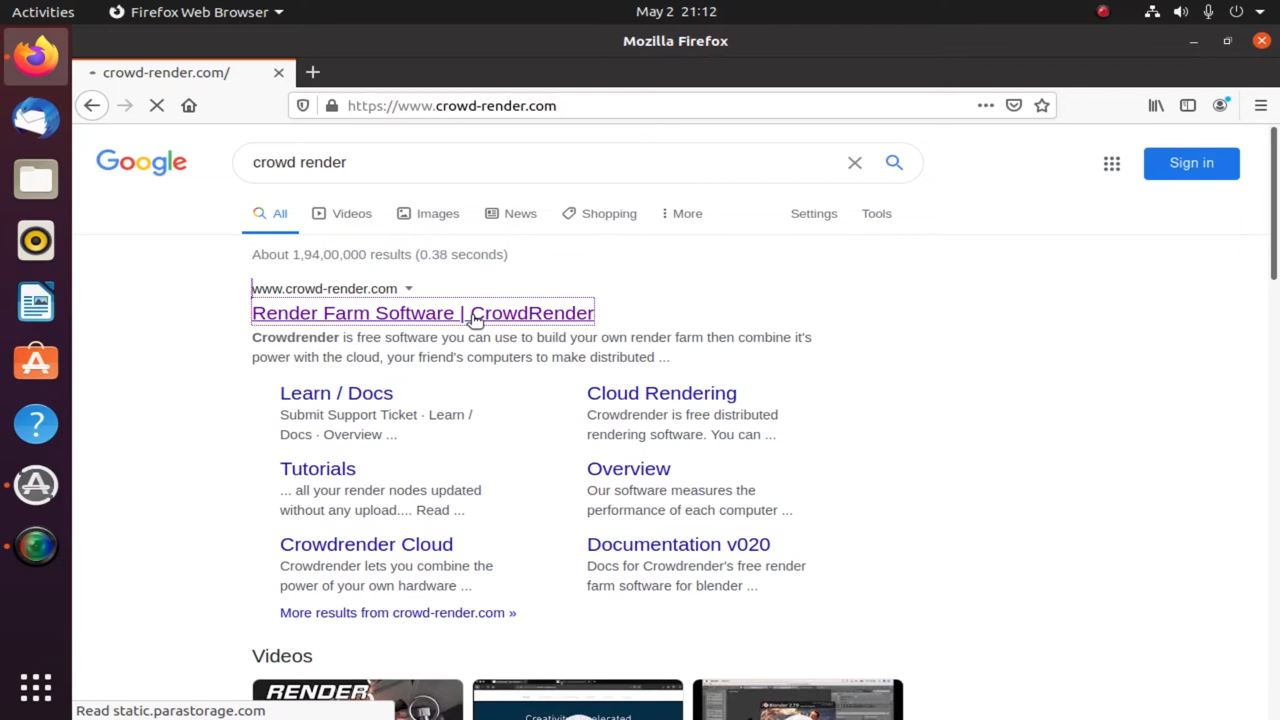 Activities
Firefox Web Browser
May 2 21:12
Mozilla Firefox
crowd-render.com/
https://www.crowd-render.com
Google
crowd render
Sign in
All
Videos
Images
News
Shopping
More
Settings
Tools
About 1,94,00,000 results (0.38 seconds)
www.crowd-render.com
Render Farm Software | CrowdRender
Crowdrender is free software you can use to build your own render farm then combine it's
power with the cloud, your friend's computers to make distributed ...
Learn / Docs
Submit Support Ticket · Learn /
Docs · Overview ...
Cloud Rendering
Crowdrender is free distributed
rendering software. You can ...
Tutorials
... all your render nodes updated
without any upload.... Read ...
Overview
Our software measures the
performance of each computer ...
Crowdrender Cloud
Crowdrender lets you combine the
power of your own hardware ...
Documentation v020
Docs for Crowdrender's free render
farm software for blender ...
More results from crowd-render.com »
Videos
RENDER
Creativity accelerated
Blender 2.79
Read static.parastorage.com